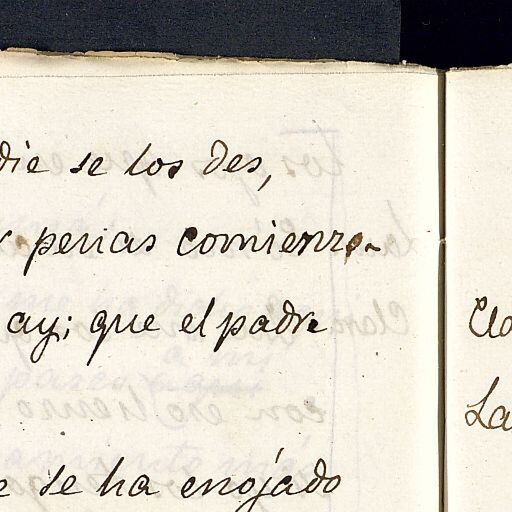 die se los des,
penas comienzo
ay; que el padre
se ha enojado
Cla
La